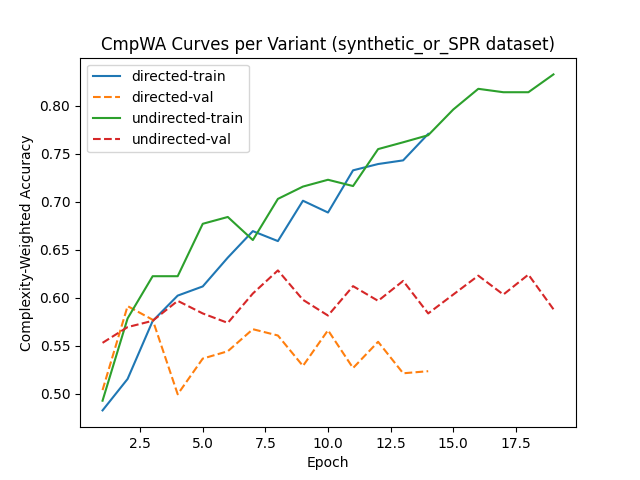 CmpWA Curves per Variant (synthetic_or_SPR dataset)
directed-train
directed-val
undirected-train
undirected-val
Complexity-Weighted Accuracy
0.80
0.75
0.70
0.65
0.60
0.55
0.50
2.5 5.0 7.5 10.0 12.5 15.0 17.5
Epoch